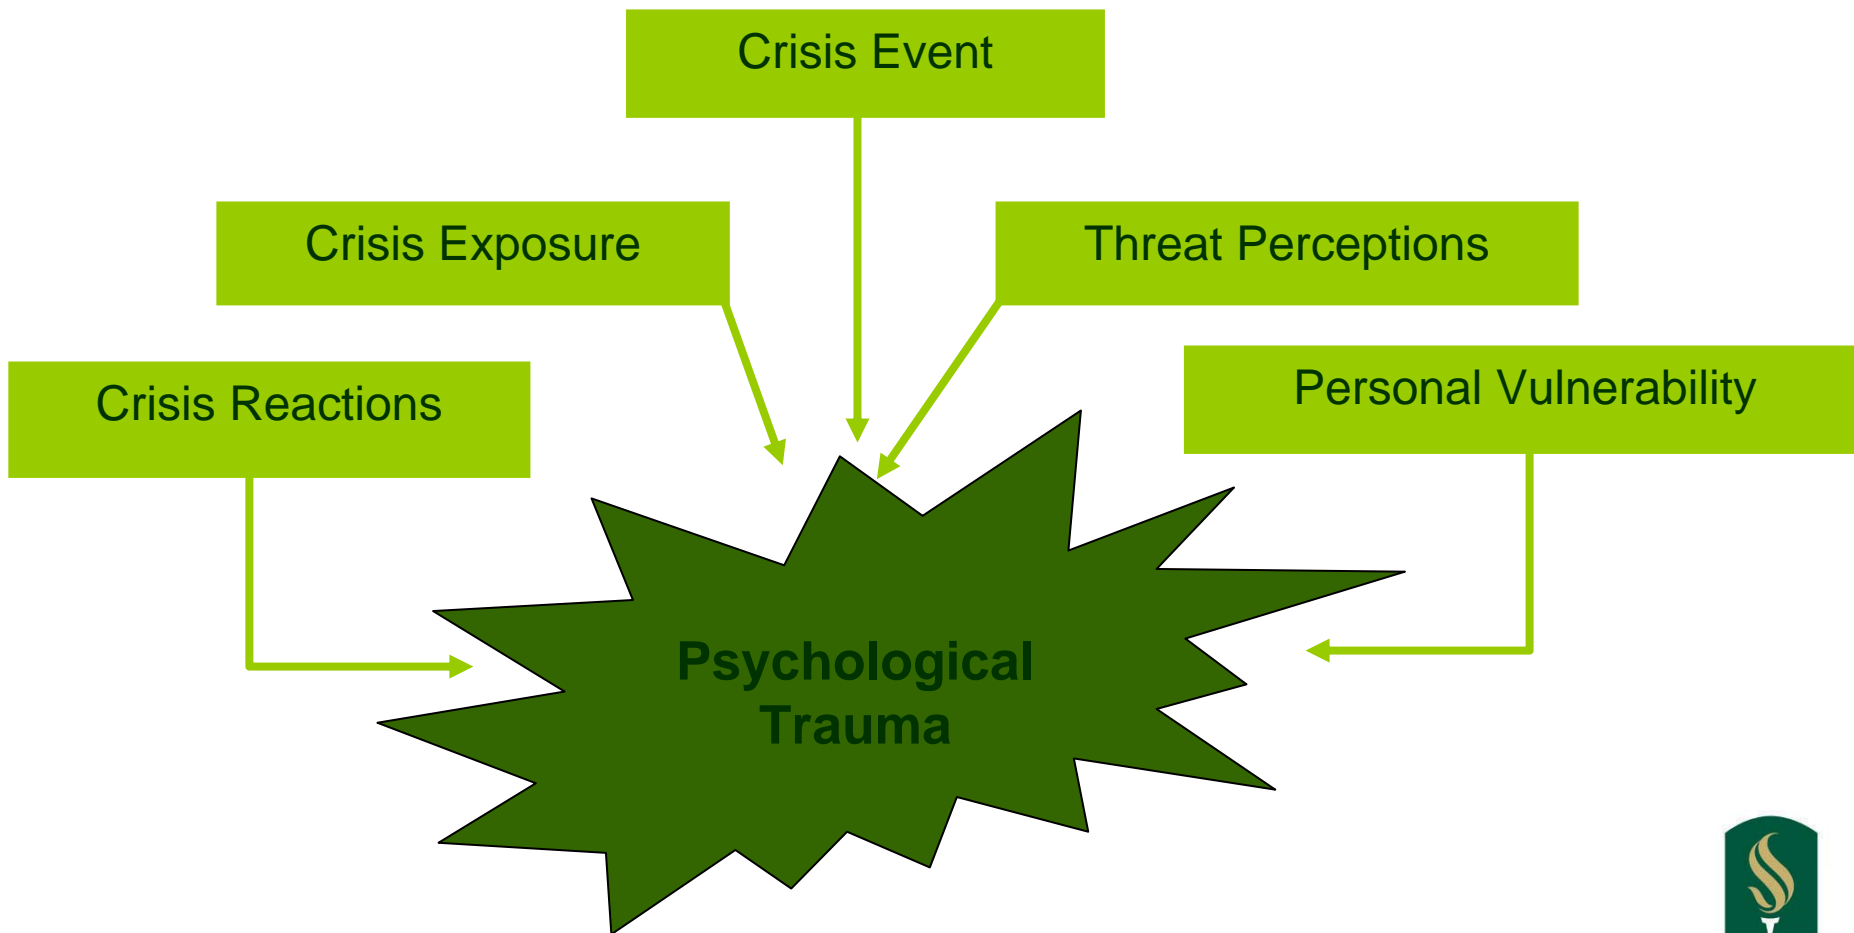 Crisis Event
Crisis Exposure
Threat Perceptions
Crisis Reactions
Personal Vulnerability
Psychological
Trauma